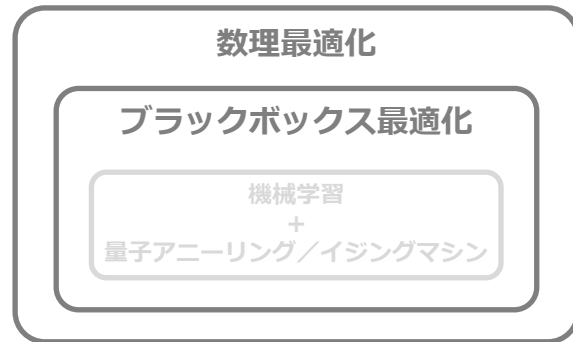 数理最適化
ブラックボックス最適化
機械学習
+
量子アニーリング／イジングマシン